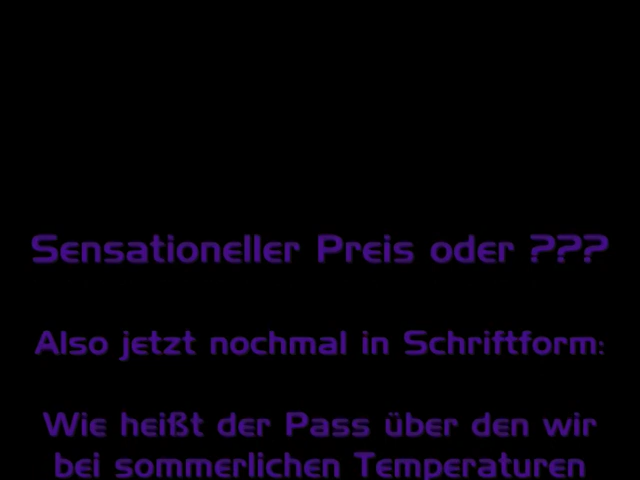 Sensationeller Preis oder ???
Also jetzt nochmal in Schriftform:
Wie heißt der Pass über den wir
bei sommerlichen Temperaturen